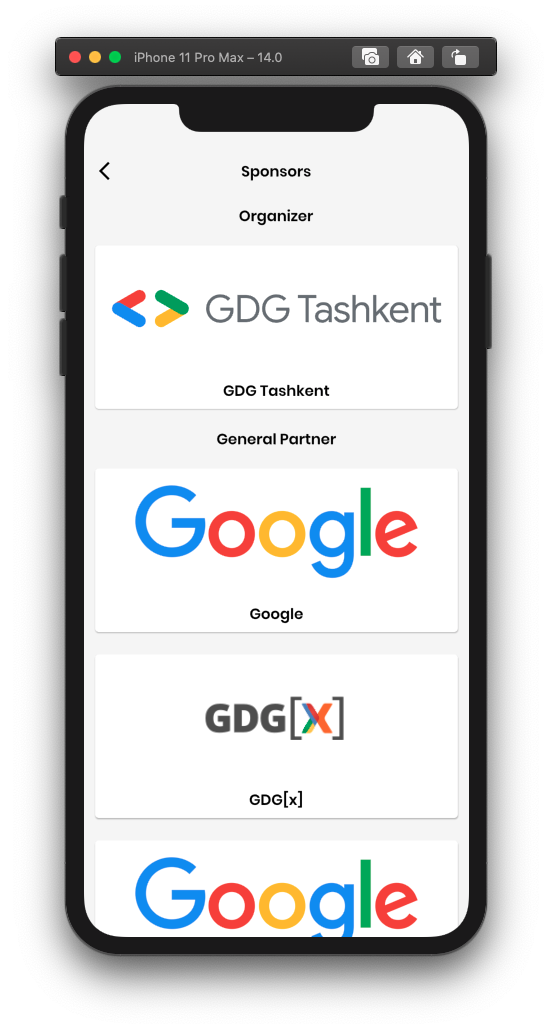 iPhone 11 Pro Max – 14.0
Sponsors
Organizer
GDG Tashkent
GDG Tashkent
General Partner
Google
Google
GDG[X]
GDG[x]
Google